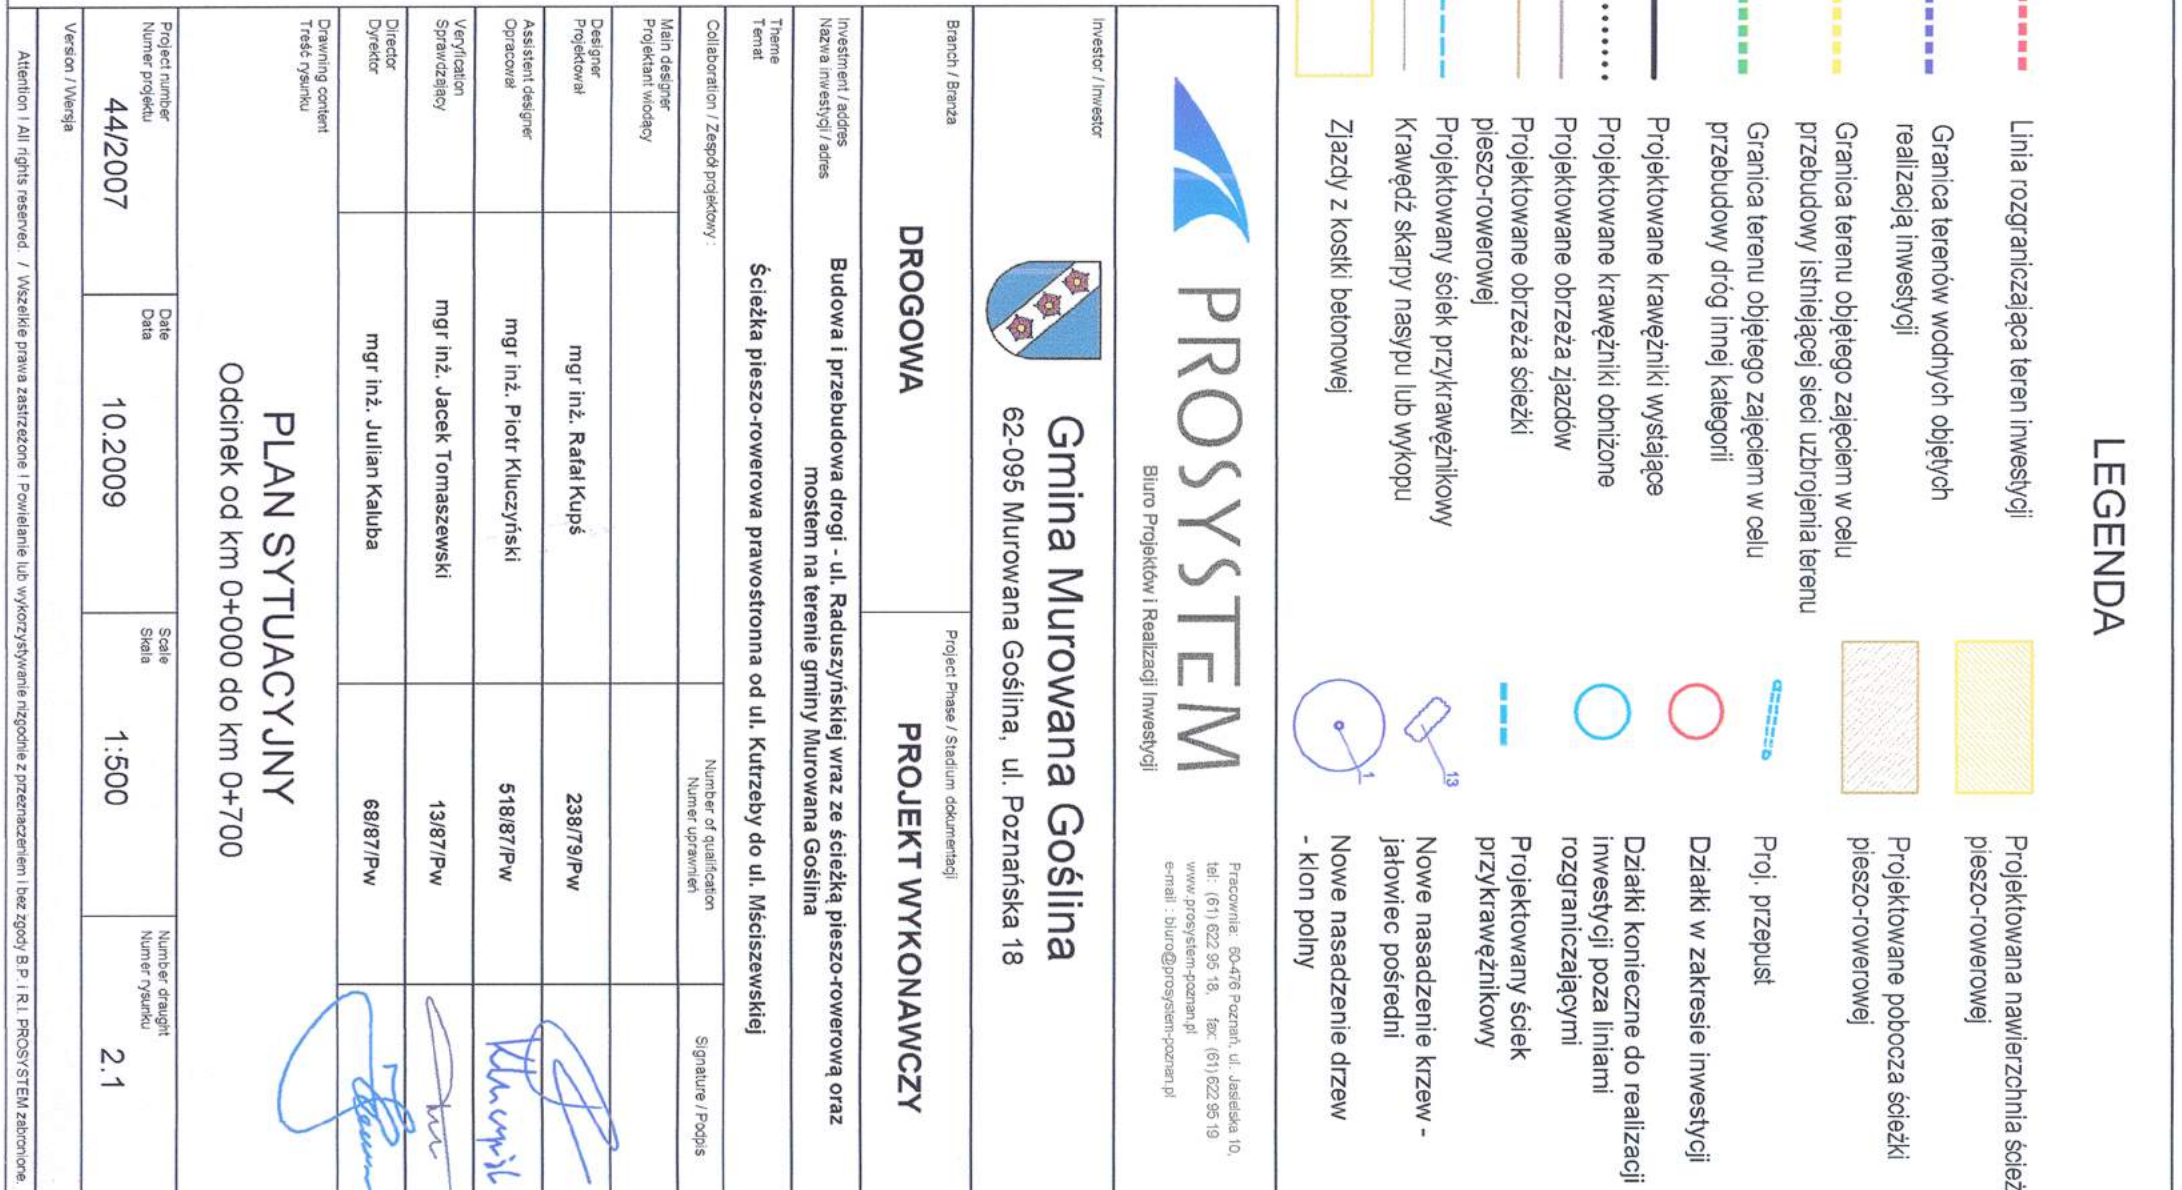 LEGENDA
Linia rozgraniczająca teren inwestycji
Granica terenów wodnych objętych
realizacją inwestycji
Granica terenu objętego zajęciem w celu
przebudowy istniejącej sieci uzbrojenia terenu
Granica terenu objętego zajęciem w celu
przebudowy dróg innej kategorii
Projektowane krawężniki wystające
Projektowane krawężniki obniżone
Projektowane obrzeża zjazdów
Projektowane obrzeża ścieżki
pieszo-rowerowej
Projektowany ściek przykrawężnikowy
Krawędź skarpy nasypu lub wykopu
Zjazdy z kostki betonowej
Projektowana nawierzchnia ścież
pieszo-rowerowej
Projektowane pobocza ścieżki
pieszo-rowerowej
Proj. przepust
Działki w zakresie inwestycji
Działki konieczne do realizacji
inwestycji poza liniami
rozgraniczającymi
Projektowany ściek
przykrawężnikowy
13
Nowe nasadzenie krzew -
jałowiec pośredni
1
Nowe nasadzenie drzew
- klon polny
PROSYSTEM
Biuro Projektów i Realizacji Inwestycji
Pracownia: 60-476 Poznań, ul. Jasielska 10,
tel: (61) 622 95 18, fax: (61) 622 95 19
www.prosystem-poznan.pl
e-mail : biuro@prosystem-poznan.pl
Investor / Inwestor
Gmina Murowana Goślina
62-095 Murowana Goślina, ul. Poznańska 18
Branch / Branża
DROGOWA
Project Phase / Stadium dokumentacji
PROJEKT WYKONAWCZY
Investment / addres
Nazwa inwestycji / adres
Budowa i przebudowa drogi - ul. Raduszyńskiej wraz ze ścieżką pieszo-rowerową oraz
mostem na terenie gminy Murowana Goślina
Theme
Temat
Ścieżka pieszo-rowerowa prawostronna od ul. Kutrzeby do ul. Mściszewskiej
Collaboration / Zespół projektowy :
Number of qualification
Numer uprawnień
Signature / Podpis
Main designer
Projektant wiodący
Designer
Projektował
mgr inż. Rafał Kupś
238/79/Pw
Assistent designer
Opracował
mgr inż. Piotr Kluczyński
518/87/Pw
Veryfication
Sprawdzający
mgr inż. Jacek Tomaszewski
13/87/Pw
Director
Dyrektor
mgr inż. Julian Kaluba
68/87/Pw
Drawing content
Treść rysunku
PLAN SYTUACYJNY
Odcinek od km 0+000 do km 0+700
Project number
Numer projektu
44/2007
Date
Data
10.2009
Scale
Skala
1:500
Number draught
Numer rysunku
2.1
Version / Wersja
Attention ! All rights reserved. / Wszelkie prawa zastrzeżone ! Powielanie lub wykorzystywanie nizgodnie z przeznaczeniem i bez zgody B.P. i R.I. PROSYSTEM zabronione.